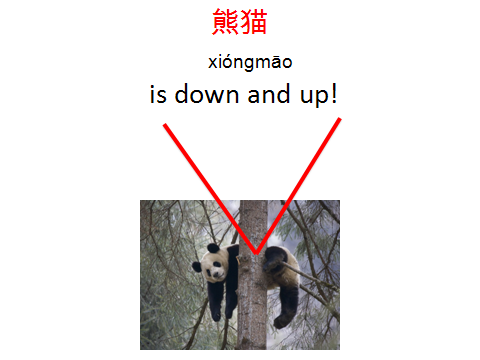 熊猫
xióngmāo
is down and up!